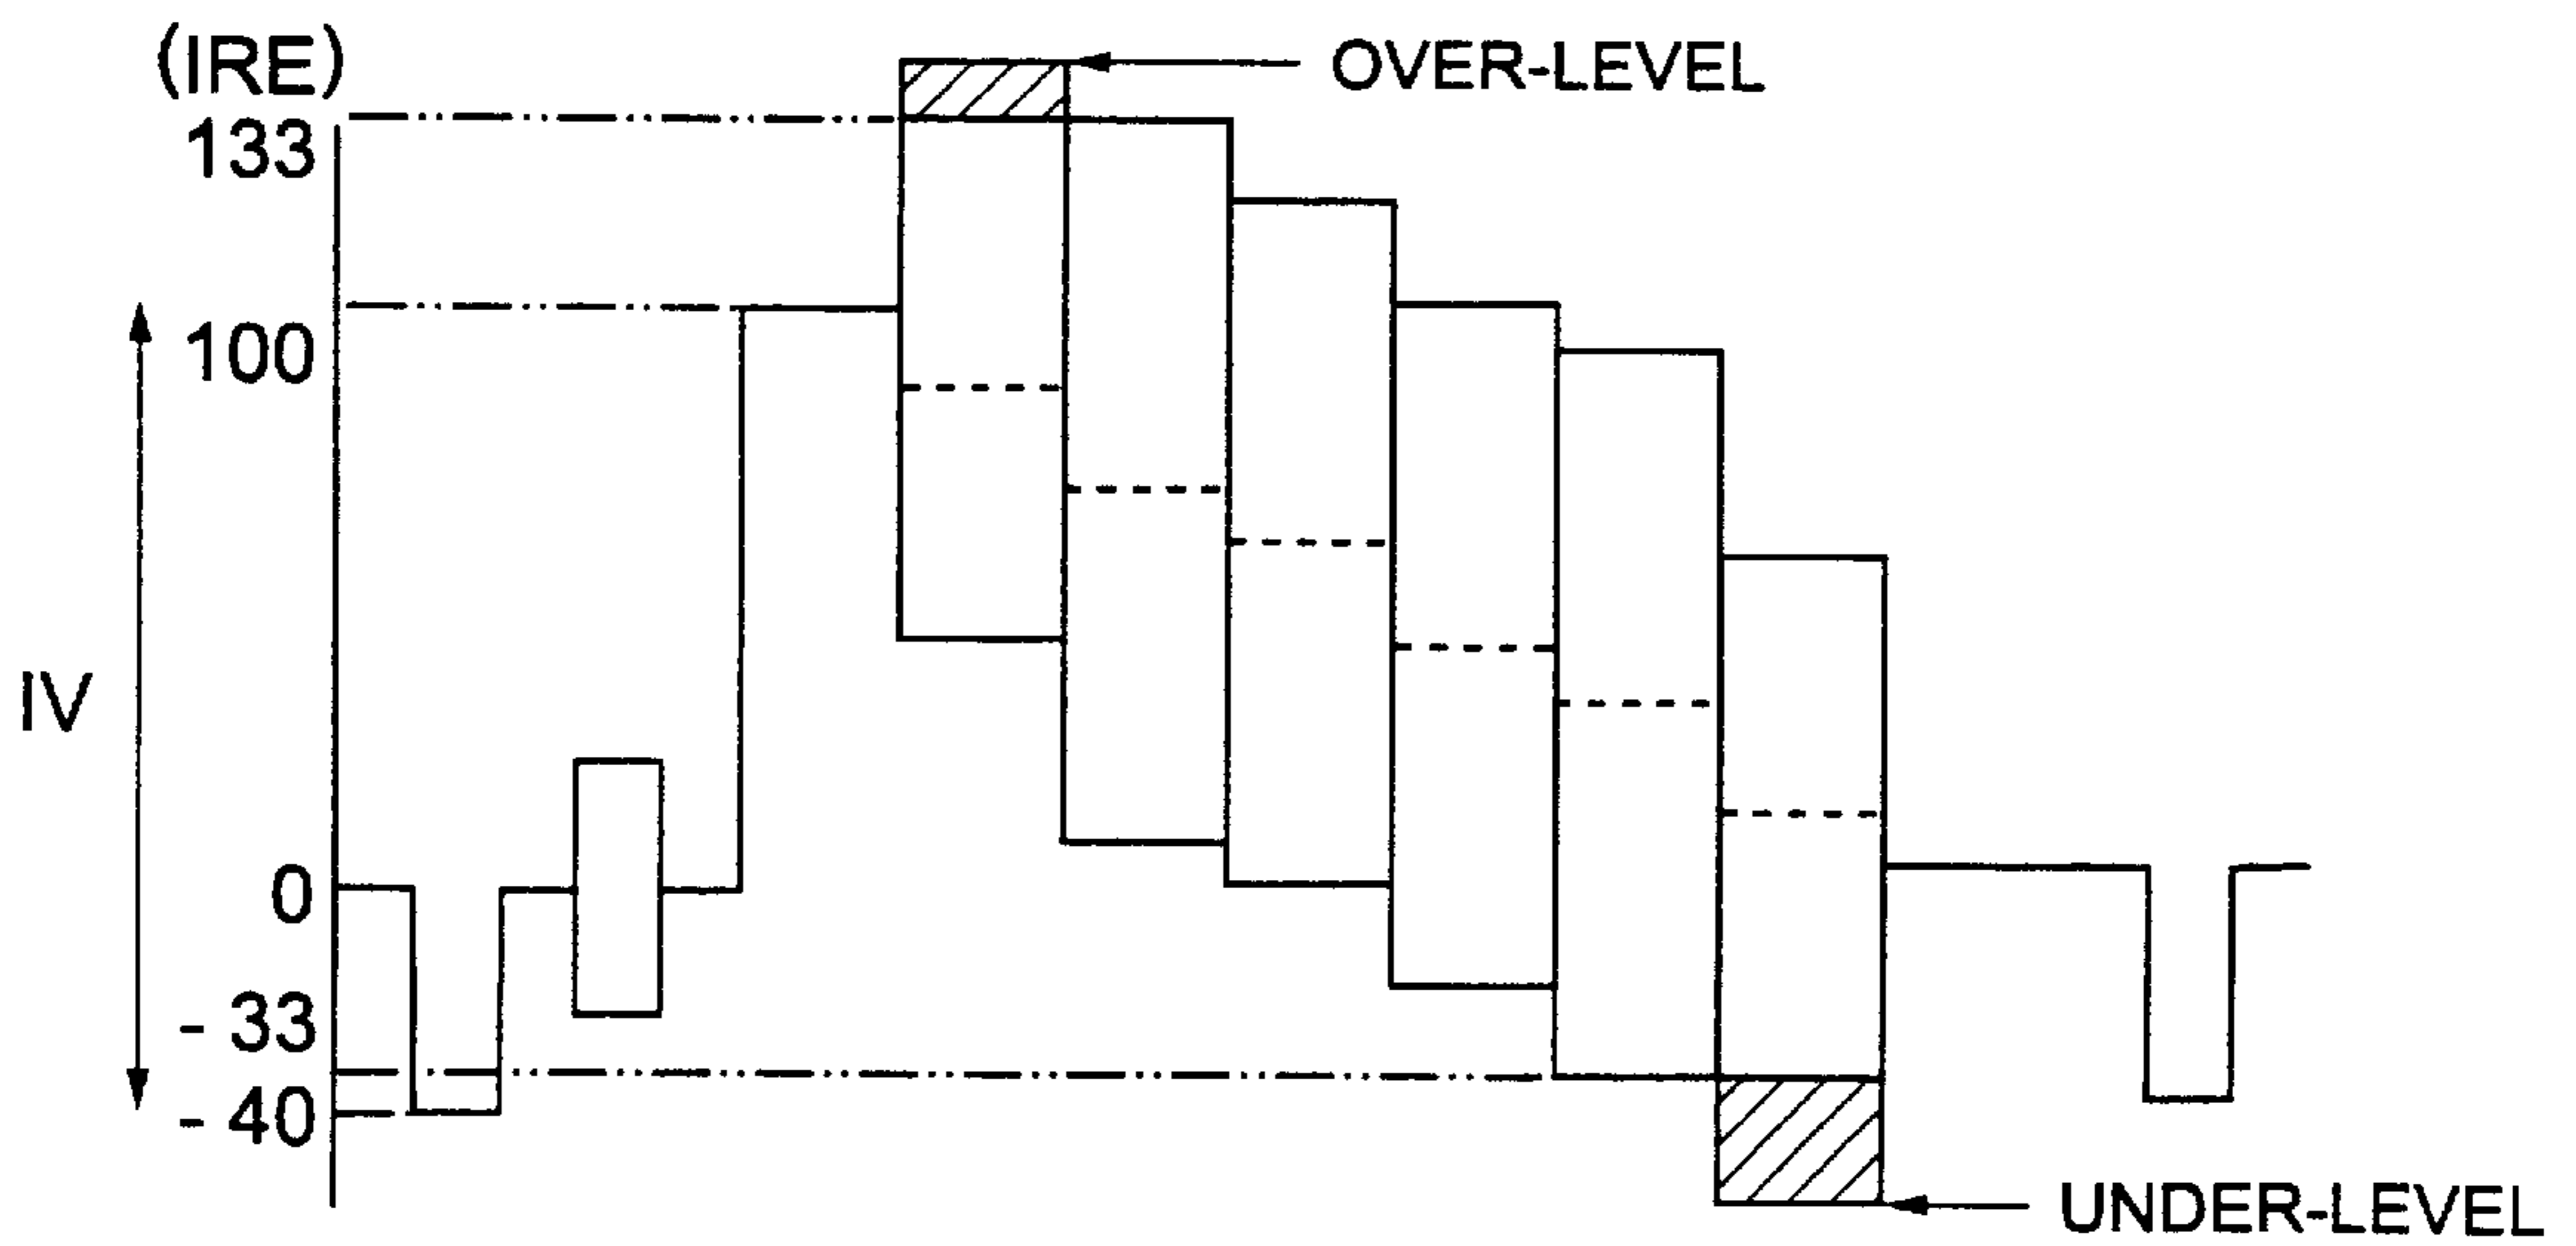 (IRE)
OVER-LEVEL
133
100
IV
0
- 33
- 40
UNDER-LEVEL